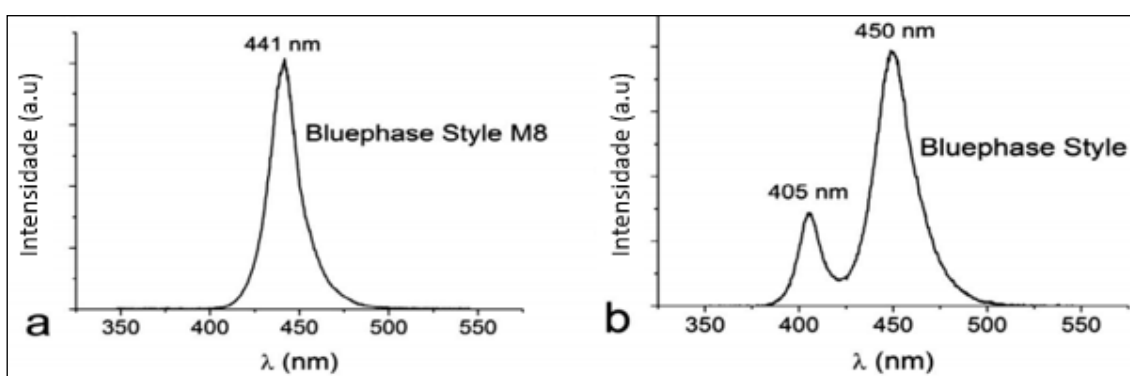 441 nm
Intensidade (a.u)
Bluephase Style M8
350 400 450 500 550
a
λ (nm)
450 nm
Intensidade (a.u)
Bluephase Style
405 nm
350 400 450 500 550
b
λ (nm)